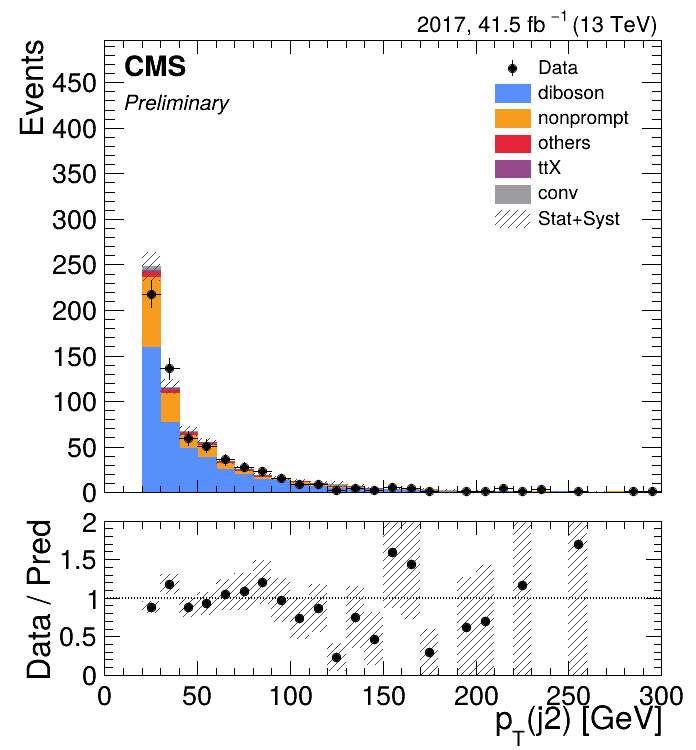 2017, 41.5 fb⁻¹ (13 TeV)
Events
CMS
Preliminary
Data
diboson
nonprompt
others
ttX
conv
Stat+Syst
450
400
350
300
250
200
150
100
50
0
Data / Pred
2
1.5
1
0.5
0
0 50 100 150 200 250 300
p_T(j2) [GeV]